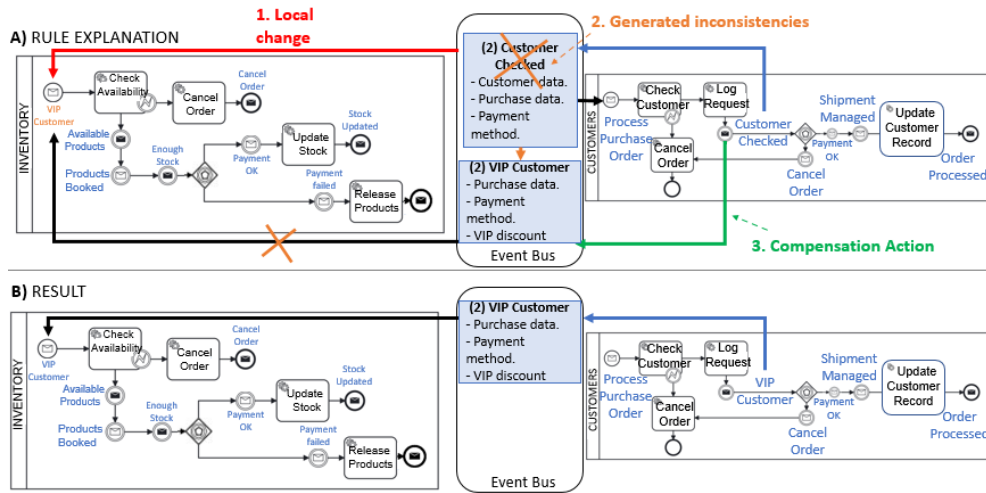 1. Local
change
2. Generated inconsistencies
A) RULE EXPLANATION
INVENTORY
VIP
Customer
Check
Availability
Cancel
Order
Cancel
Order
Available
Products
Products
Booked
Enough
Stock
Payment
OK
Update
Stock
Stock
Updated
Payment failed
Release
Products
(2) Customer
Checked
- Customer data.
- Purchase data.
- Payment
method.
(2) VIP Customer
- Purchase data.
- Payment
method.
- VIP discount
Event Bus
CUSTOMERS
Process
Purchase
Order
Check
Customer
Log
Request
Cancel
Order
Customer
Checked
Shipment
Managed
Payment
OK
Cancel
Order
Update
Customer
Record
Order
Processed
3. Compensation Action
B) RESULT
INVENTORY
VIP
Customer
Check
Availability
Cancel
Order
Cancel
Order
Available
Products
Products
Booked
Enough
Stock
Payment
OK
Update
Stock
Stock
Updated
Payment
failed
Release
Products
(2) VIP Customer
- Purchase data.
- Payment
method.
- VIP discount
Event Bus
CUSTOMERS
Process
Purchase
Order
Check
Customer
Log
Request
Cancel
Order
VIP
Customer
Shipment
Managed
Payment
OK
Cancel
Order
Update
Customer
Record
Order
Processed